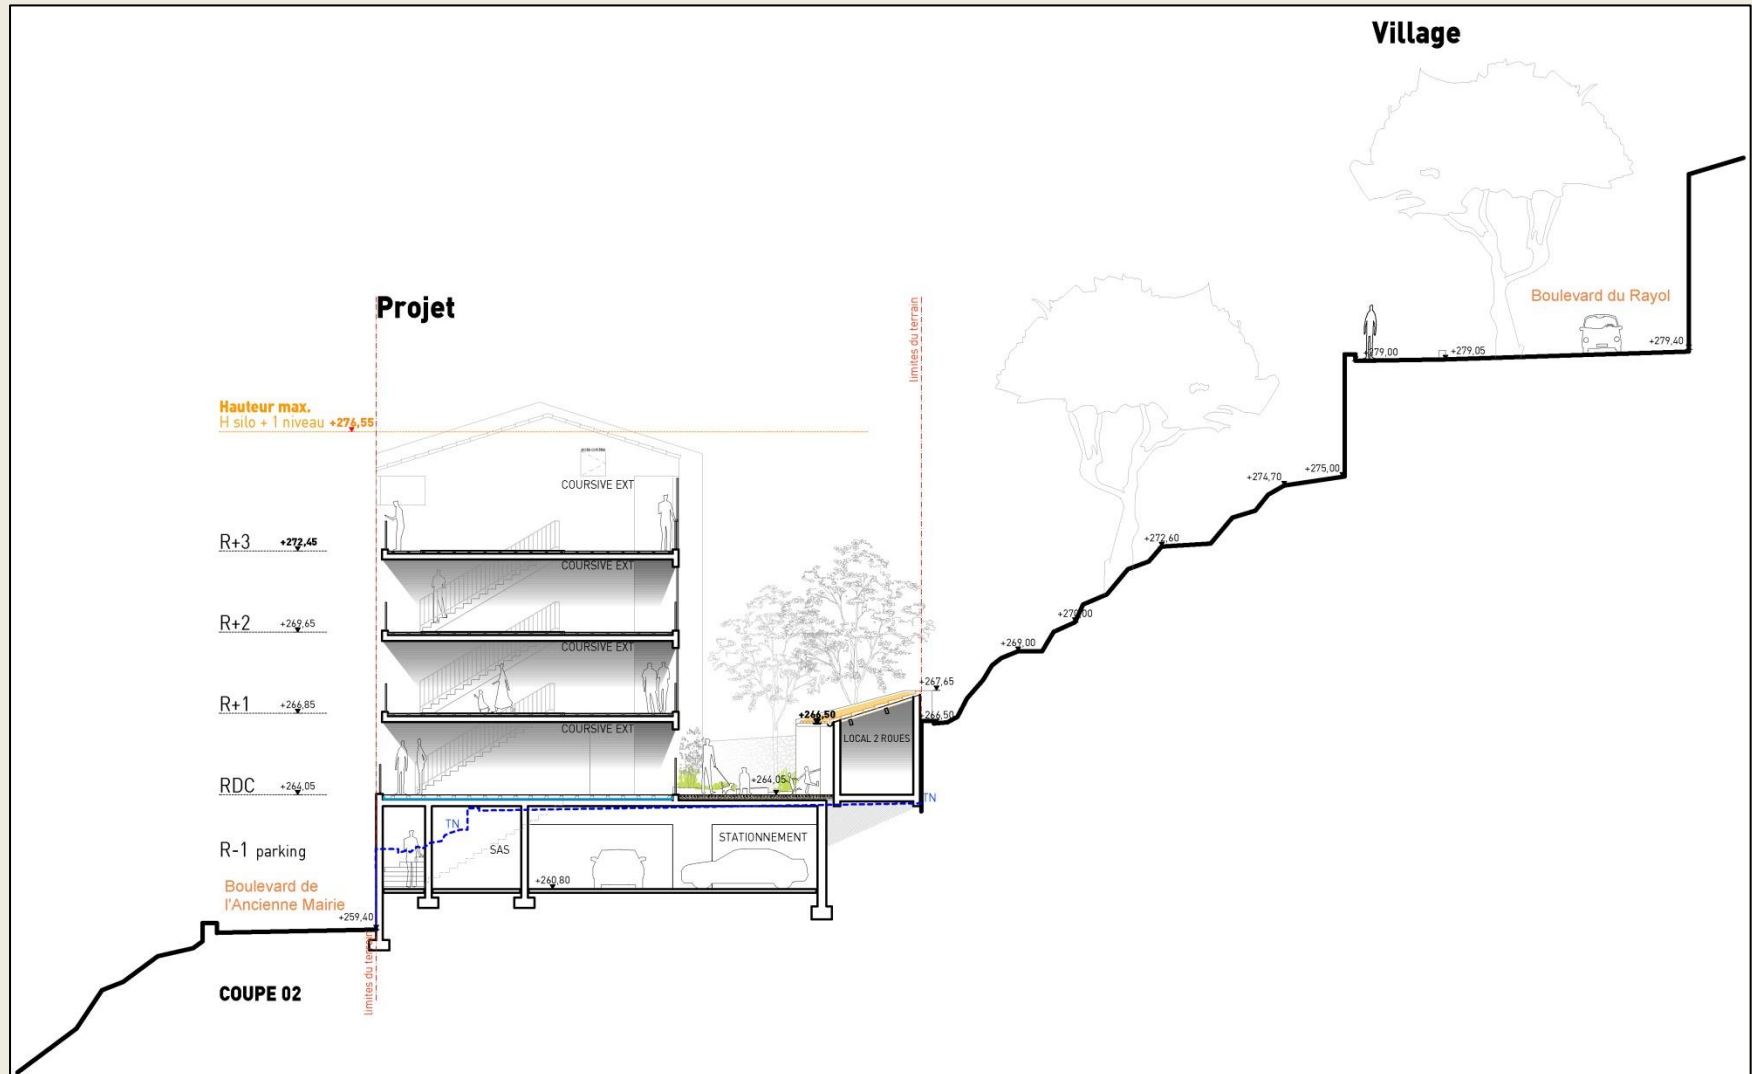 Village
Boulevard du Rayol
+279,00
+279,05
+279,40
Projet
limites du terrain
Hauteur max.
H silo + 1 niveau +276,55
COURSIVE EXT
+275,00
+274,70
R+3 +272,45
COURSIVE EXT
+272,60
R+2 +269,65
COURSIVE EXT
+269,00
+267,65
R+1 +266,85
COURSIVE EXT
+266,50
+266,50
LOCAL 2 ROUES
RDC +264,05
+264,05
TN
TN
STATIONNEMENT
SAS
R-1 parking
+260,80
Boulevard de
l'Ancienne Mairie
+259,40
limites du terrain
COUPE 02